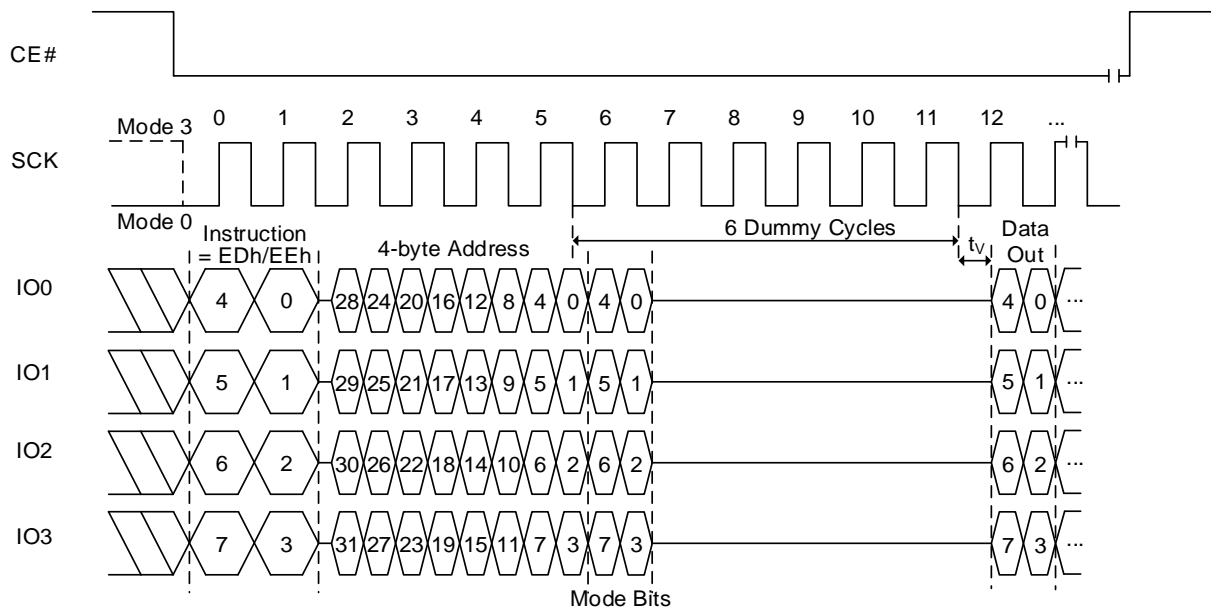 CE#
0 1 2 3 4 5 6 7 8 9 10 11 12 ...
Mode 3
SCK
Mode 0
6 Dummy Cycles
Instruction
= EDh/EEh
4-byte Address
tV
Data
Out
IO0 4 0 28 24 20 16 12 8 4 0 4 0 4 0 ...
IO1 5 1 29 25 21 17 13 9 5 1 5 1 5 1 ...
IO2 6 2 30 26 22 18 14 10 6 2 6 2 6 2 ...
IO3 7 3 31 27 23 19 15 11 7 3 7 3 7 3 ...
Mode Bits